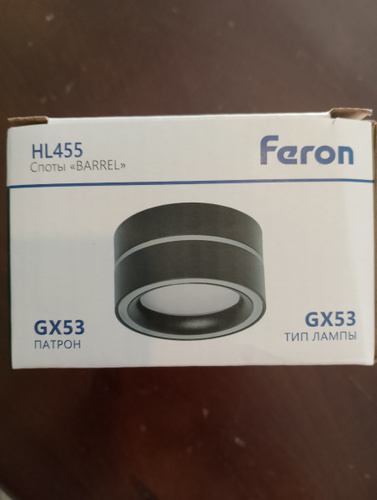 HL455
Споты «BARREL»
Feron
GX53
ПАТРОН
GX53
ТИП ЛАМПЫ